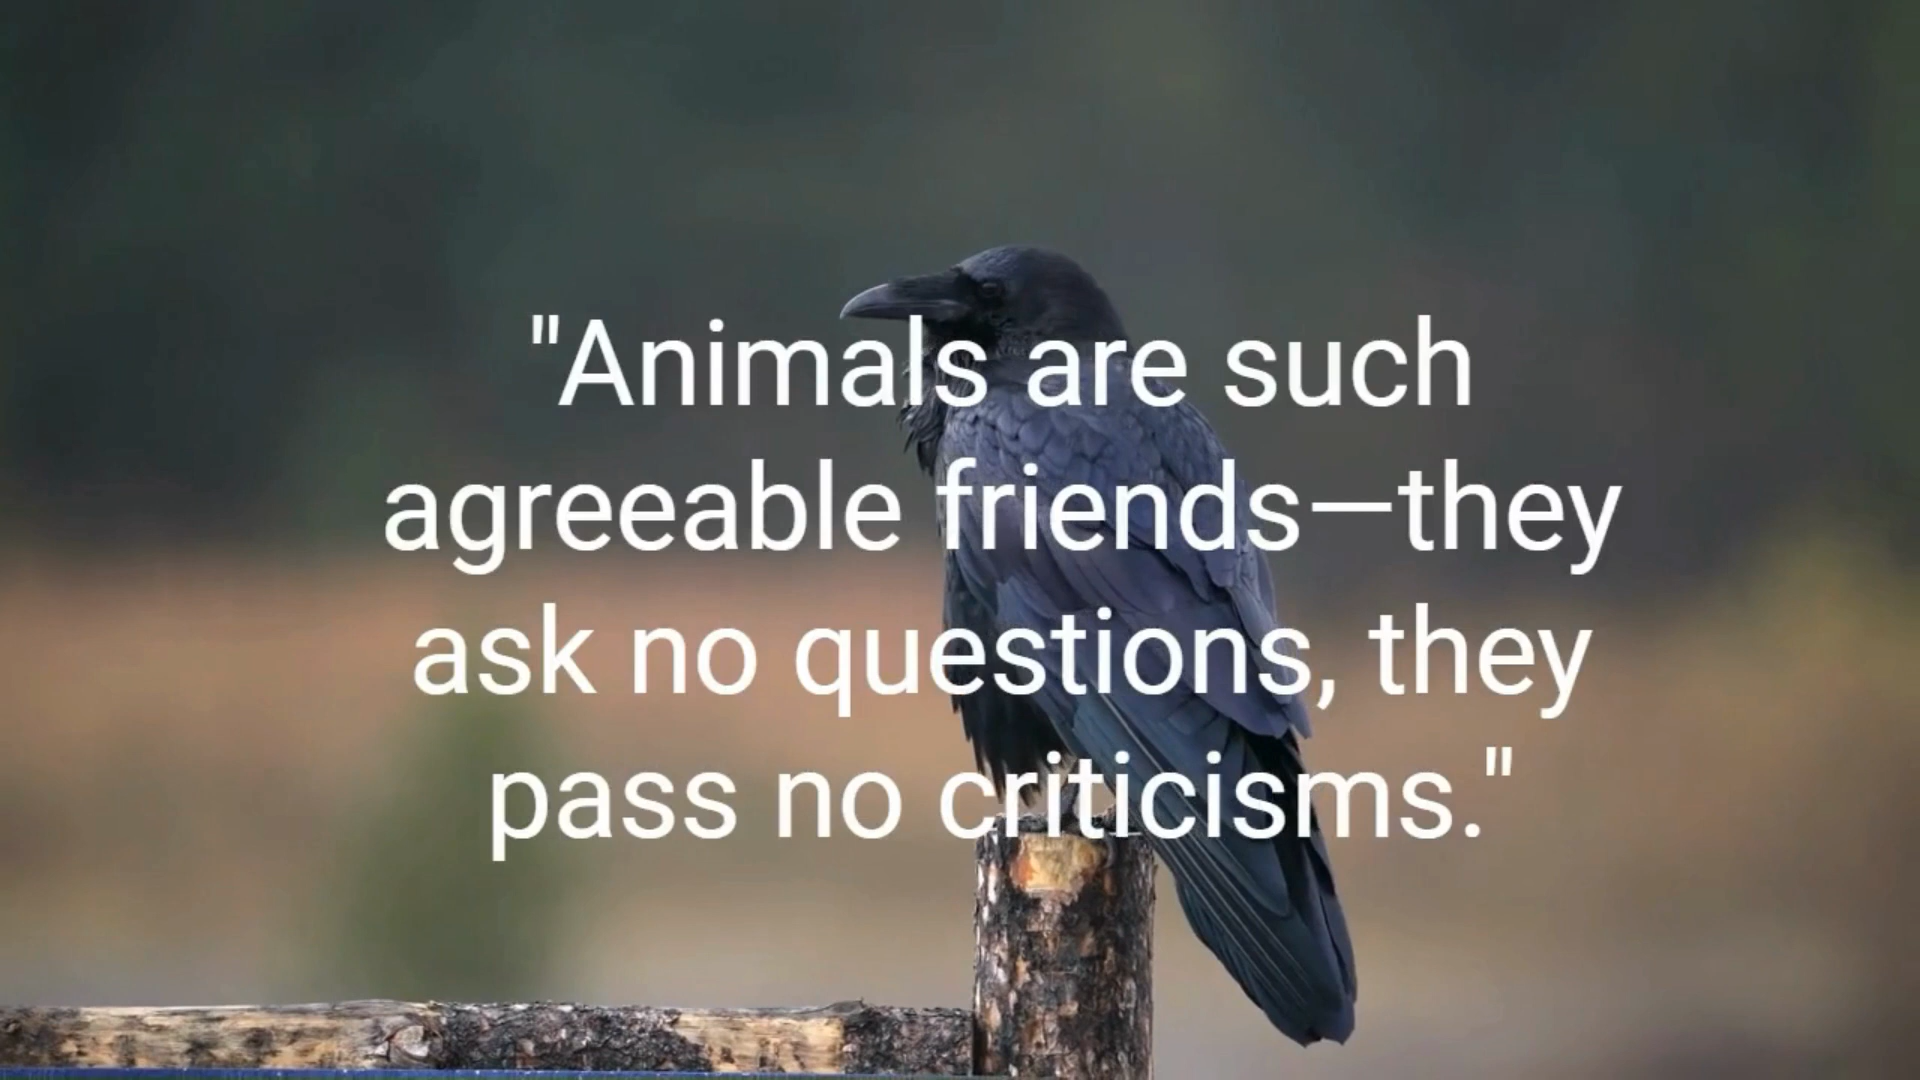 "Animals are such
agreeable friends—they
ask no questions, they
pass no criticisms."